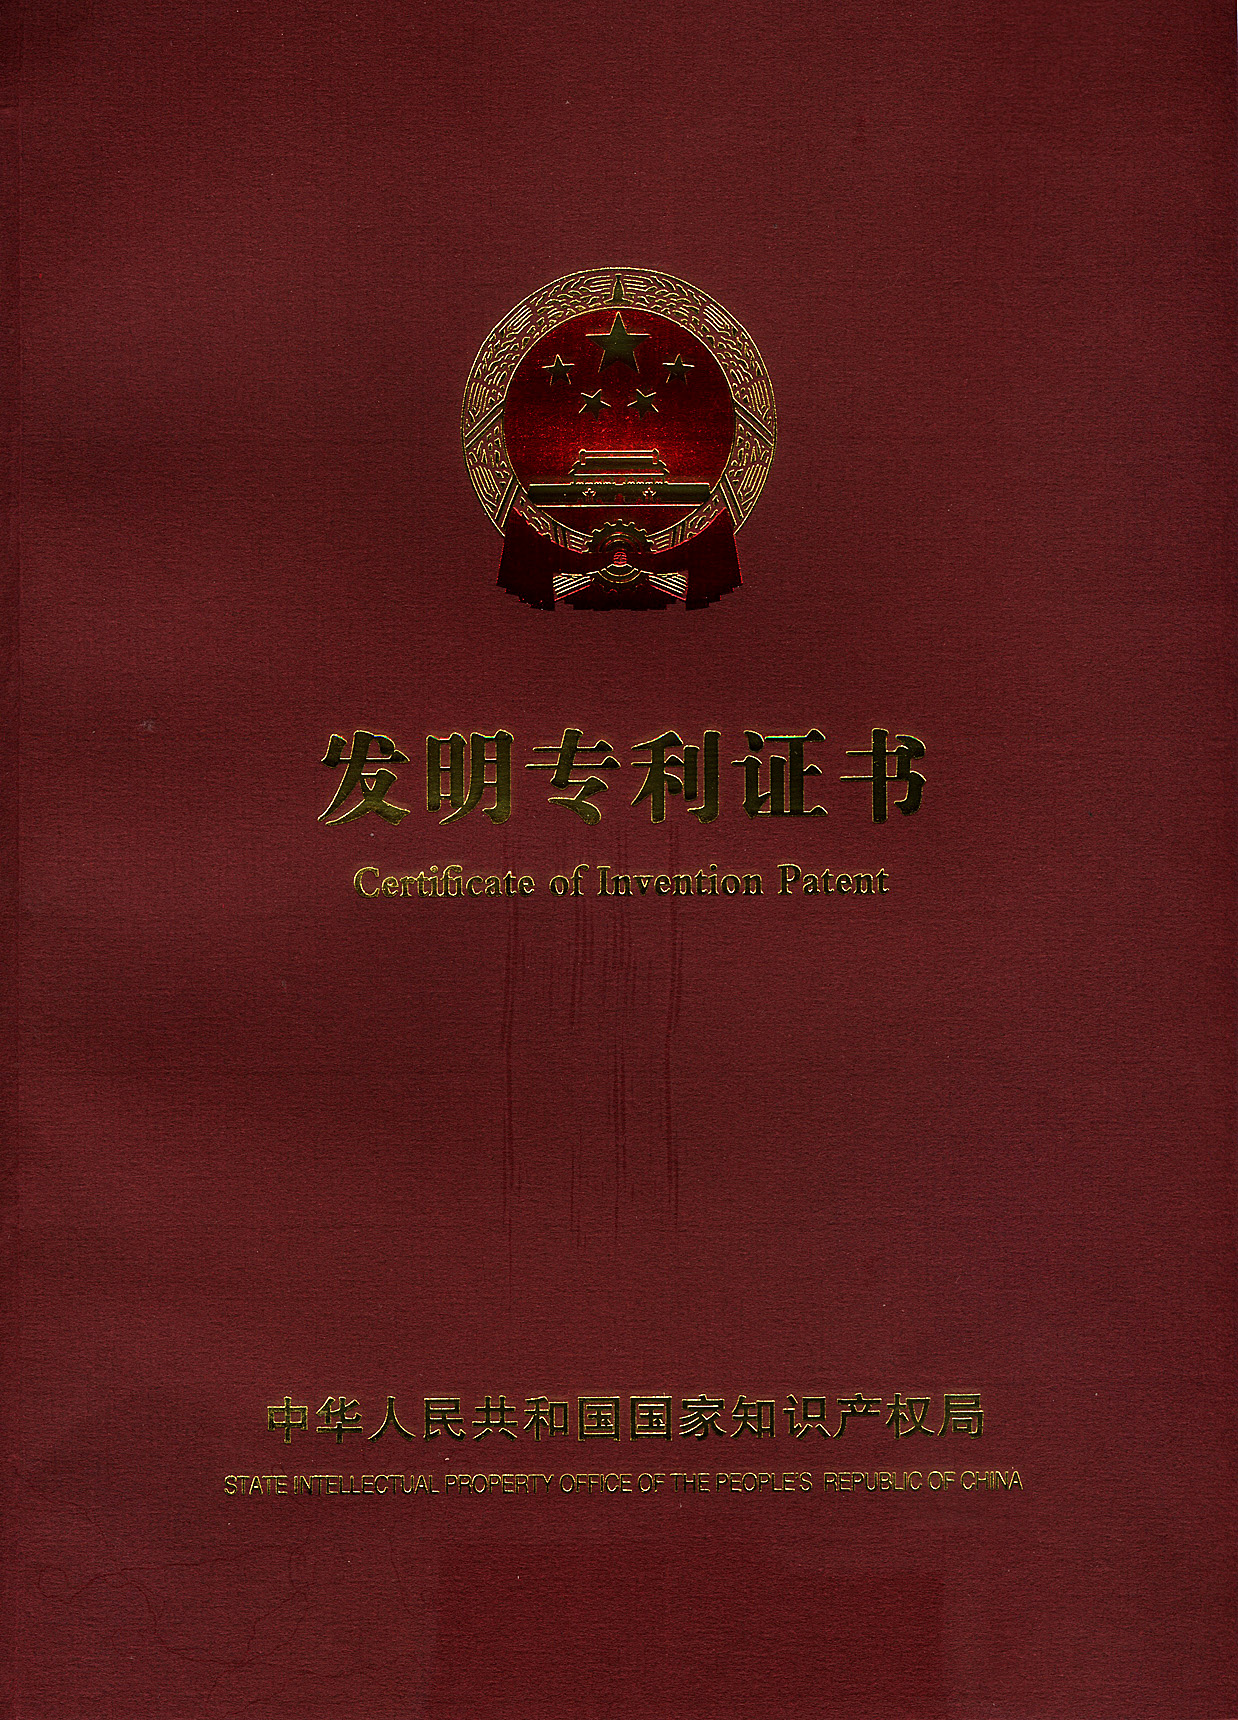 发明专利证书
Certificate of Invention Patent
中华人民共和国国家知识产权局
STATE INTELLECTUAL PROPERTY OFFICE OF THE PEOPLE'S REPUBLIC OF CHINA